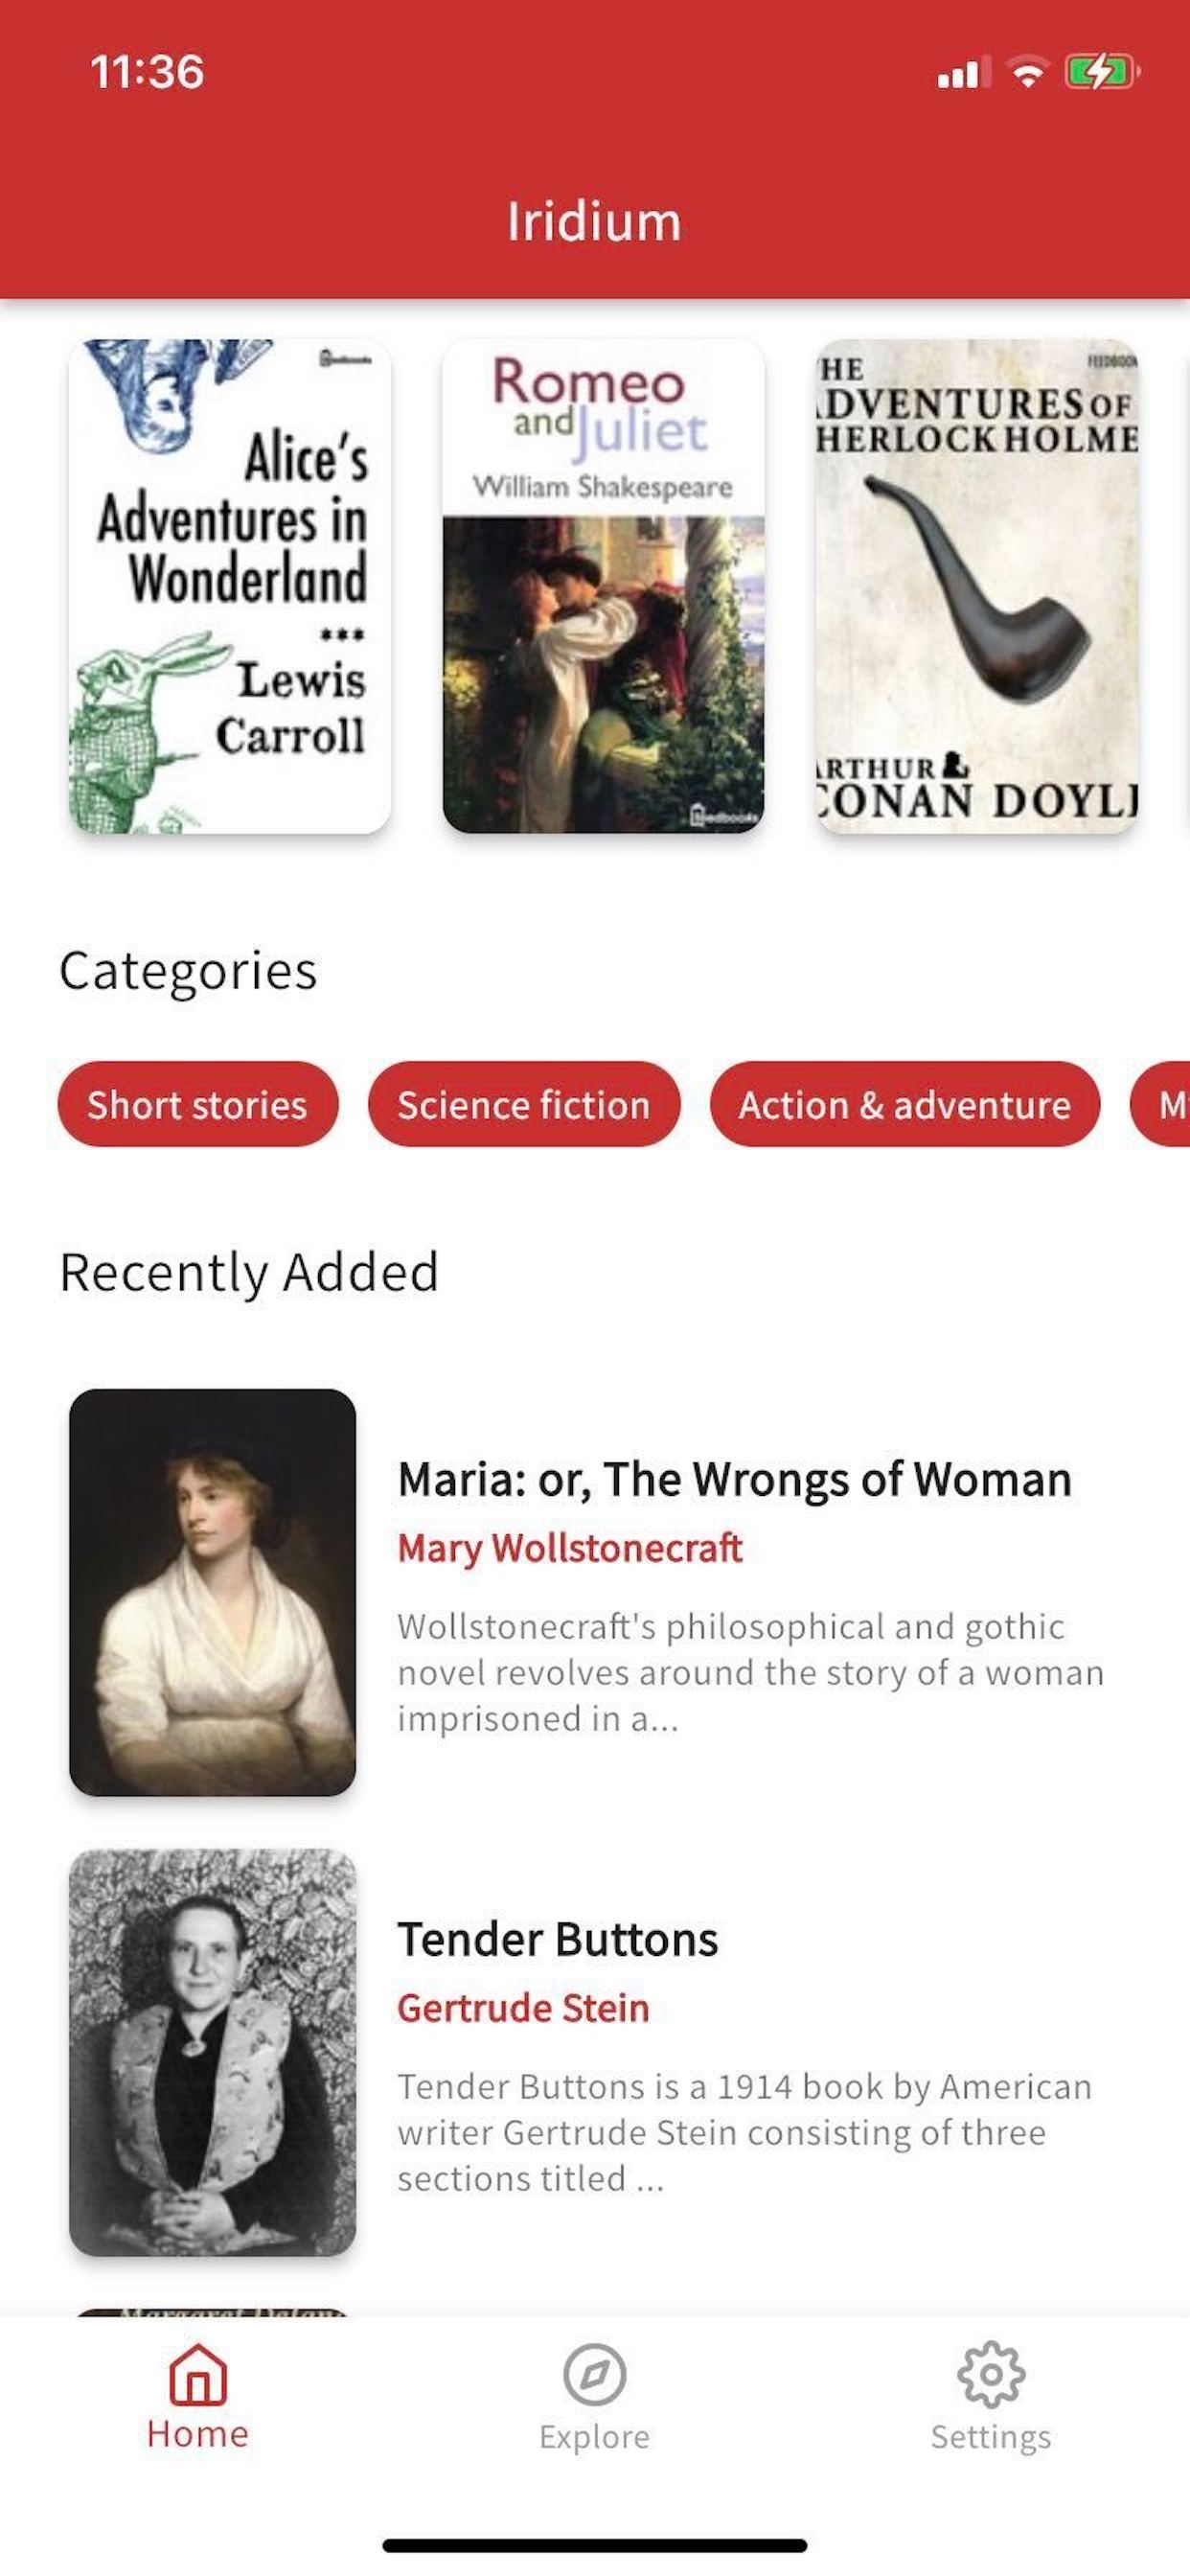 11:36
Iridium
Alice's
Adventures in
Wonderland
***
Lewis
Carroll
Romeo
and Juliet
William Shakespeare
feedbooks
HE
DVENTURES OF
HERLOCK HOLME
RTHUR
CONAN DOYL
Categories
Short stories
Science fiction
Action & adventure
M
Recently Added
Maria: or, The Wrongs of Woman
Mary Wollstonecraft
Wollstonecraft's philosophical and gothic
novel revolves around the story of a woman
imprisoned in a...
Tender Buttons
Gertrude Stein
Tender Buttons is a 1914 book by American
writer Gertrude Stein consisting of three
sections titled ...
Home
Explore
Settings